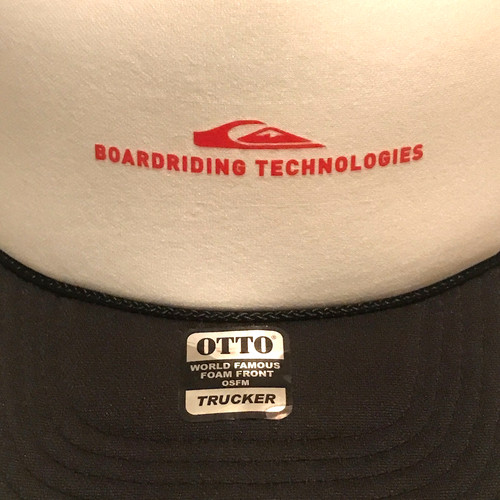 BOARDRIDING TECHNOLOGIES
OTTO®
WORLD FAMOUS
FOAM FRONT
OSFM
TRUCKER